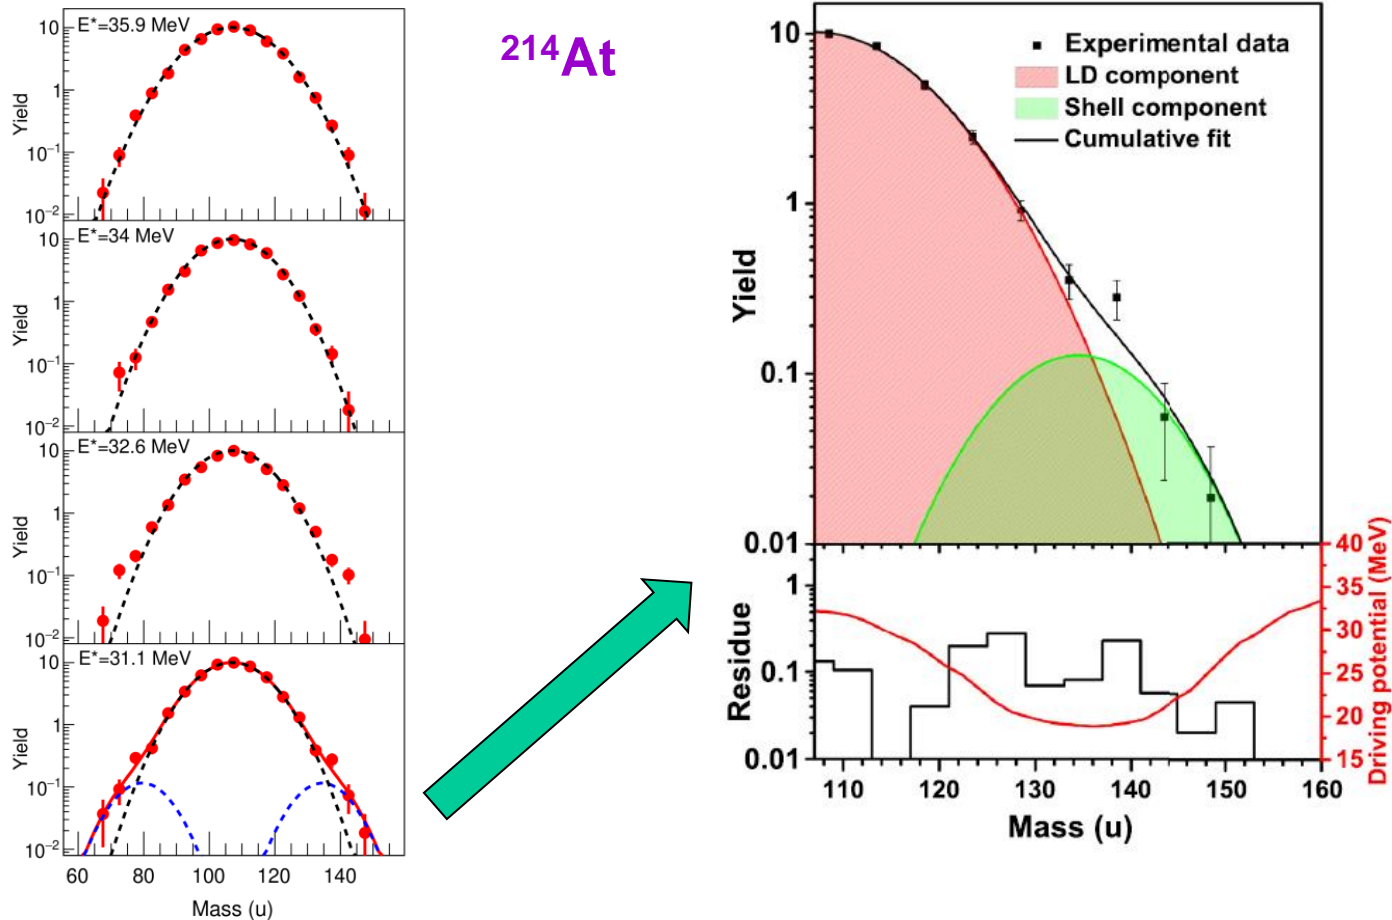 ²¹⁴At
E*=35.9 MeV
10
1
10⁻¹
10⁻²
Yield
E*=34 MeV
10
1
10⁻¹
10⁻²
Yield
E*=32.6 MeV
10
1
10⁻¹
10⁻²
Yield
E*=31.1 MeV
10
1
10⁻¹
10⁻²
Yield
60 80 100 120 140
Mass (u)
Experimental data
LD component
Shell component
Cumulative fit
10
1
0.1
0.01
Yield
1
0.1
0.01
Residue
40
35
30
25
20
15
Driving potential (MeV)
110 120 130 140 150 160
Mass (u)